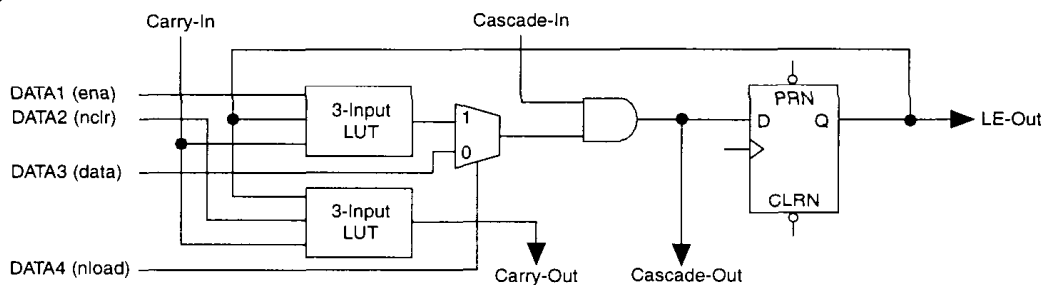 Carry-In
Cascade-In
DATA1 (ena)
DATA2 (nclr)
3-Input
LUT
1
0
PRN
D
Q
LE-Out
DATA3 (data)
CLRN
3-Input
LUT
DATA4 (nload)
Carry-Out
Cascade-Out